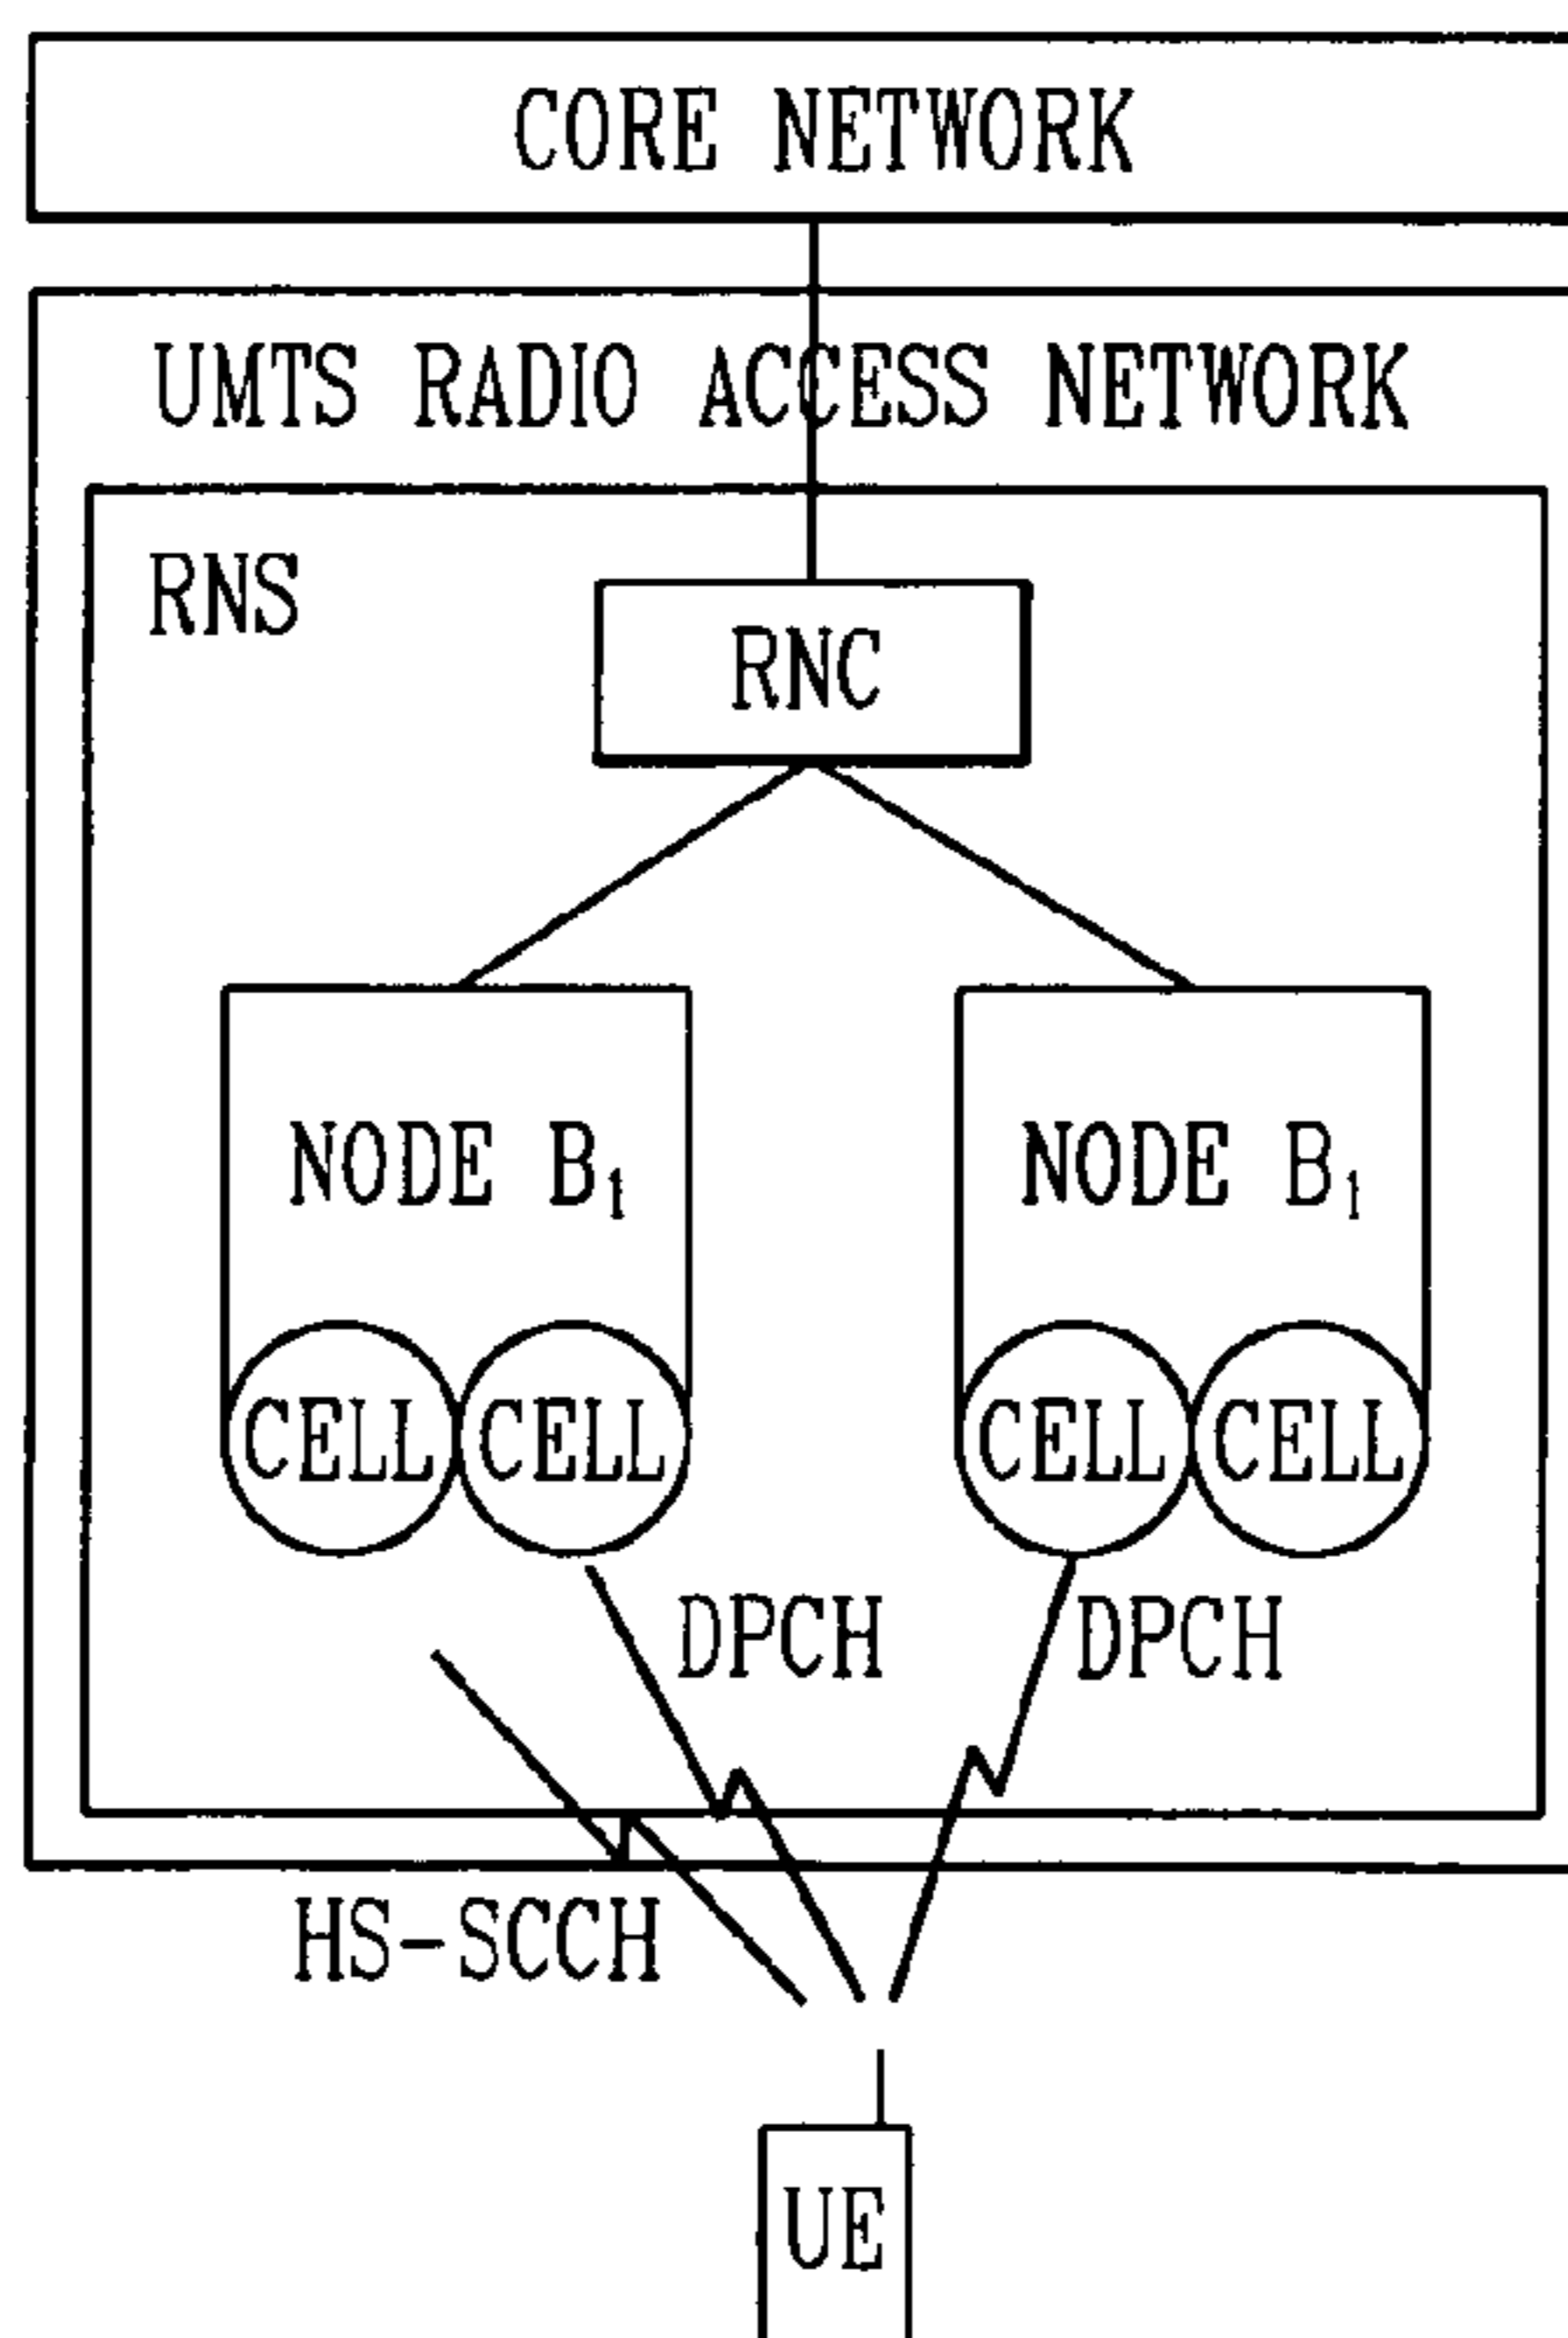 CORE NETWORK
UMTS RADIO ACCESS NETWORK
RNS
RNC
NODE B₁
NODE B₁
CELL CELL
CELL CELL
DPCH
DPCH
HS-SCCH
UE